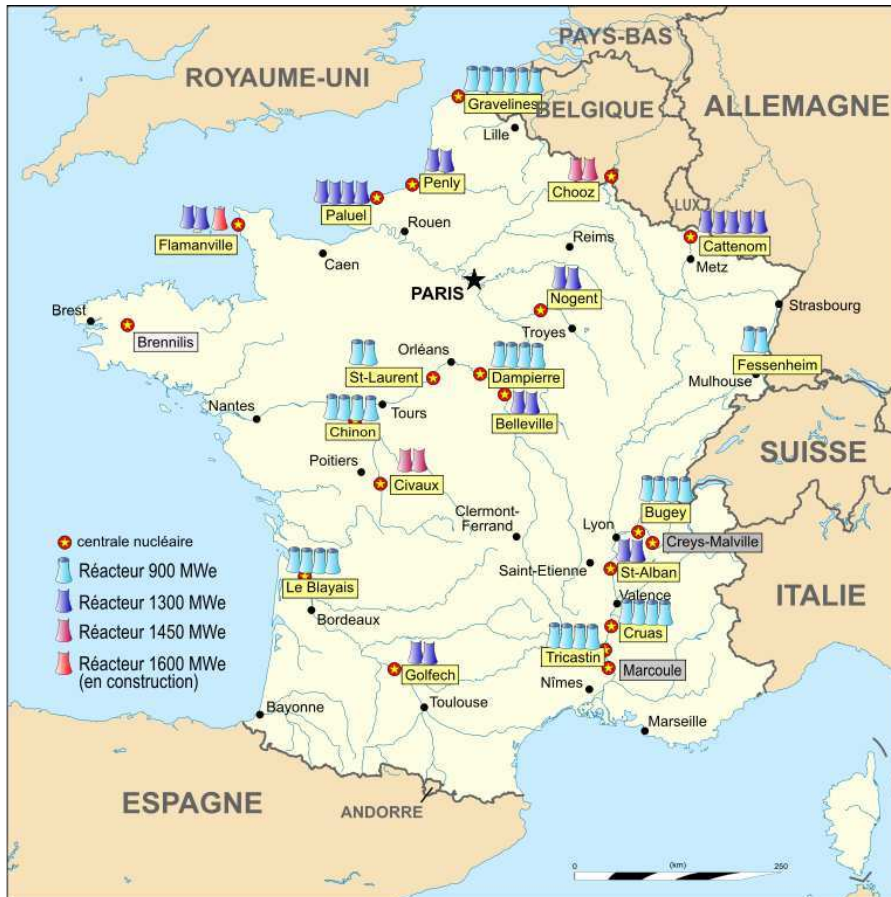 PAYS-BAS
ROYAUME-UNI
ALLEMAGNE
Gravelines
BELGIQUE
Lille
Penly
Chooz
Paluel
LUX.
Rouen
Flamanville
Reims
Cattenom
Caen
Metz
PARIS
Nogent
Brest
Strasbourg
Troyes
Brennilis
Orléans
Fessenheim
St-Laurent
Dampierre
Mulhouse
Nantes
Tours
Belleville
Chinon
SUISSE
Poitiers
Civaux
Bugey
Clermont-
Ferrand
Lyon
Creys-Malville
centrale nucléaire
Saint-Etienne
St-Alban
Réacteur 900 MWe
Le Blayais
ITALIE
Valence
Réacteur 1300 MWe
Bordeaux
Cruas
Réacteur 1450 MWe
Tricastin
Réacteur 1600 MWe
(en construction)
Golfech
Marcoule
Nîmes
Bayonne
Toulouse
Marseille
ESPAGNE
ANDORRE
0 (km) 250